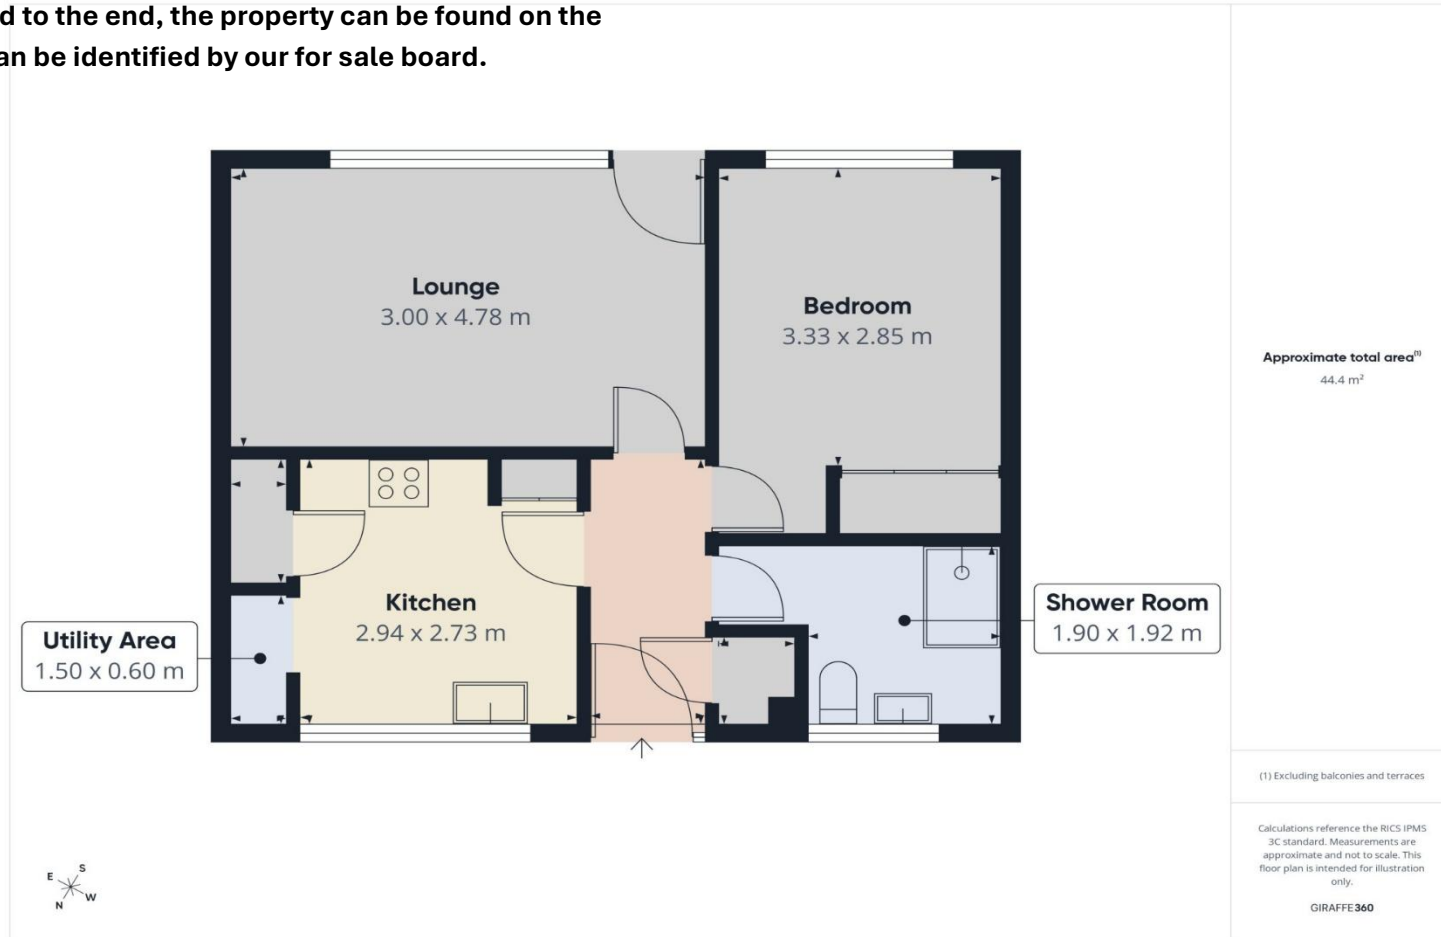 d to the end, the property can be found on the
an be identified by our for sale board.
Lounge
3.00 x 4.78 m
Bedroom
3.33 x 2.85 m
Approximate total area(1)
44.4 m²
Kitchen
2.94 x 2.73 m
Utility Area
1.50 x 0.60 m
Shower Room
1.90 x 1.92 m
(1) Excluding balconies and terraces
Calculations reference the RICS IPMS
3C standard. Measurements are
approximate and not to scale. This
floor plan is intended for illustration
only.
GIRAFFE360
S
E
W
N